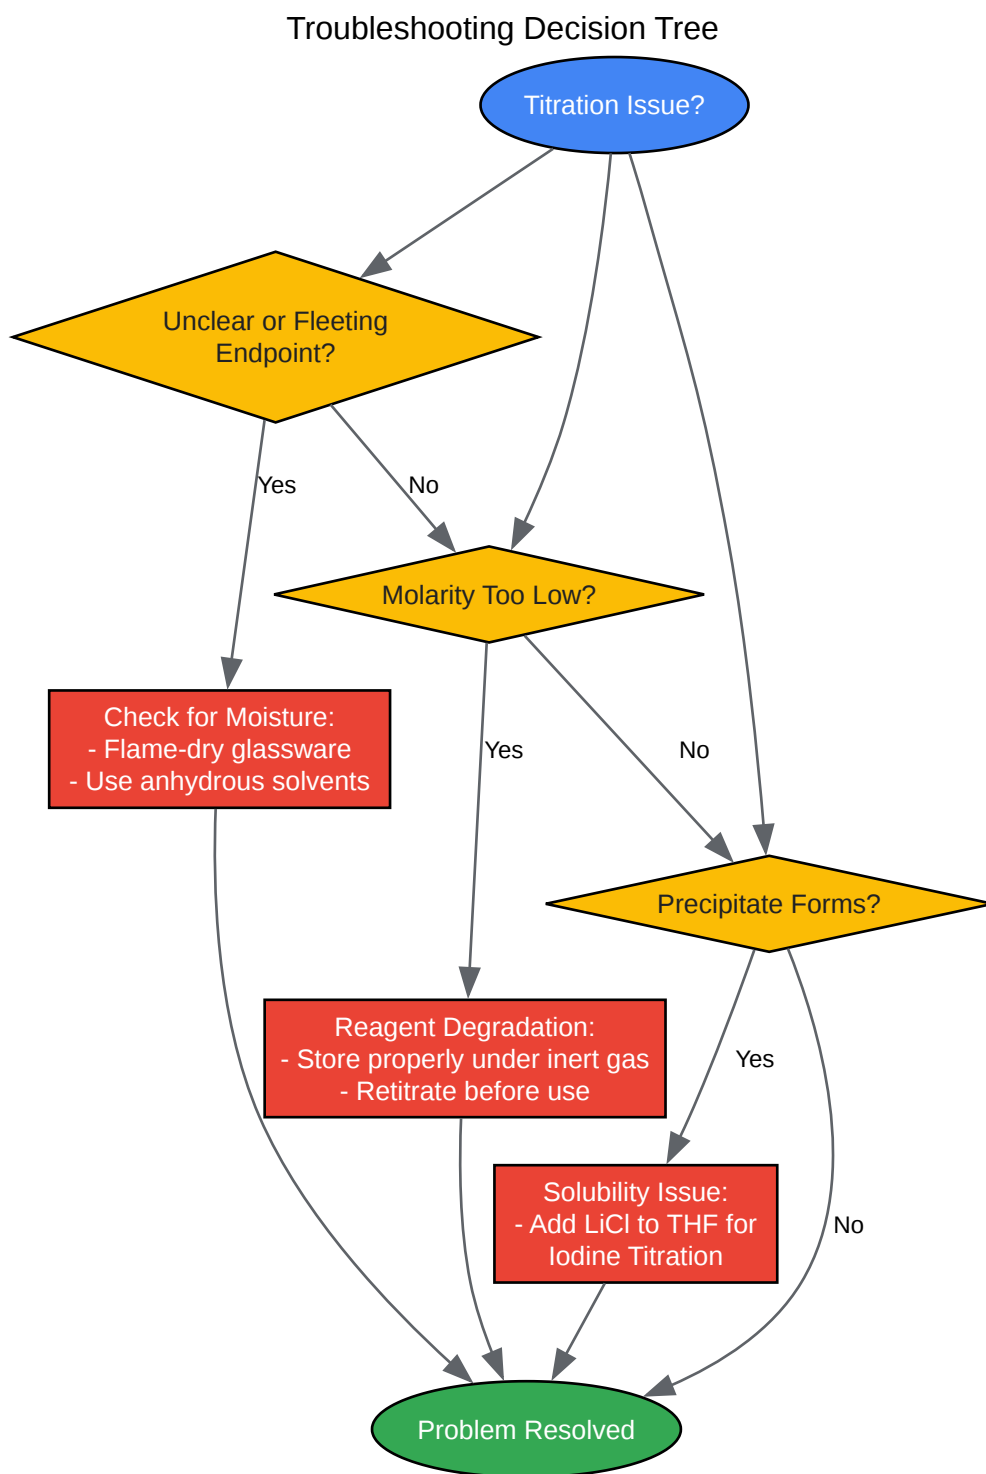 Troubleshooting Decision Tree
Titration Issue?
Unclear or Fleeting
Endpoint?
Yes
No
Molarity Too Low?
Check for Moisture:
- Flame-dry glassware
- Use anhydrous solvents
Yes
No
Precipitate Forms?
Reagent Degradation:
- Store properly under inert gas
- Retitrate before use
Yes
Solubility Issue:
- Add LiCl to THF for
Iodine Titration
No
Problem Resolved